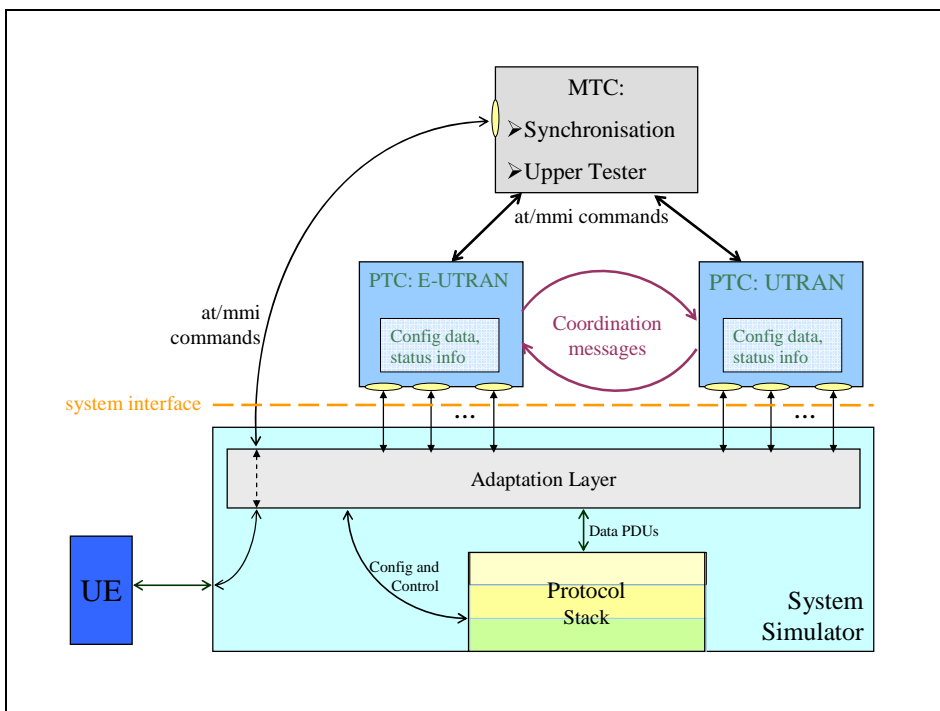 MTC:
➢Synchronisation
➢Upper Tester
at/mmi commands
PTC: E-UTRAN
PTC: UTRAN
Config data,
status info
Coordination
messages
Config data,
status info
at/mmi
commands
system interface
...
...
Adaptation Layer
Data PDUs
Config and
Control
UE
Protocol
Stack
System
Simulator